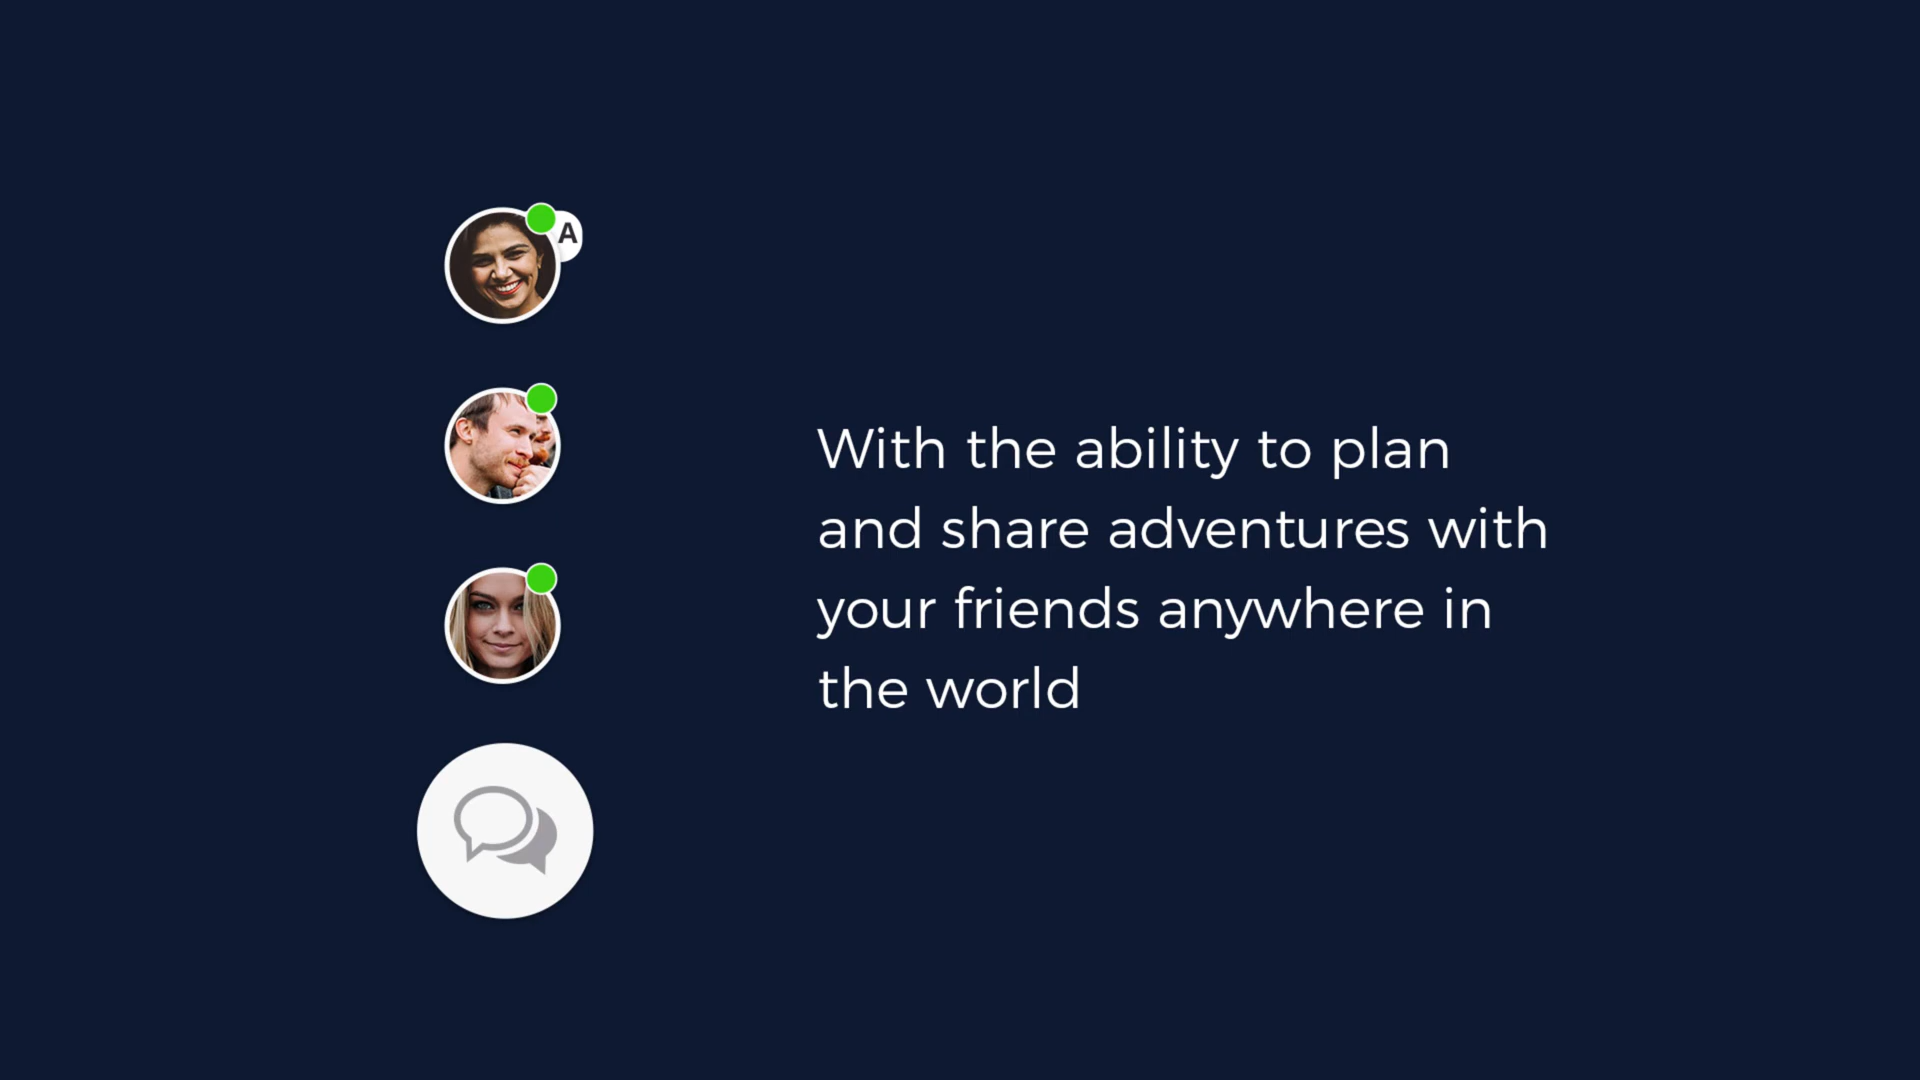 A
With the ability to plan
and share adventures with
your friends anywhere in
the world